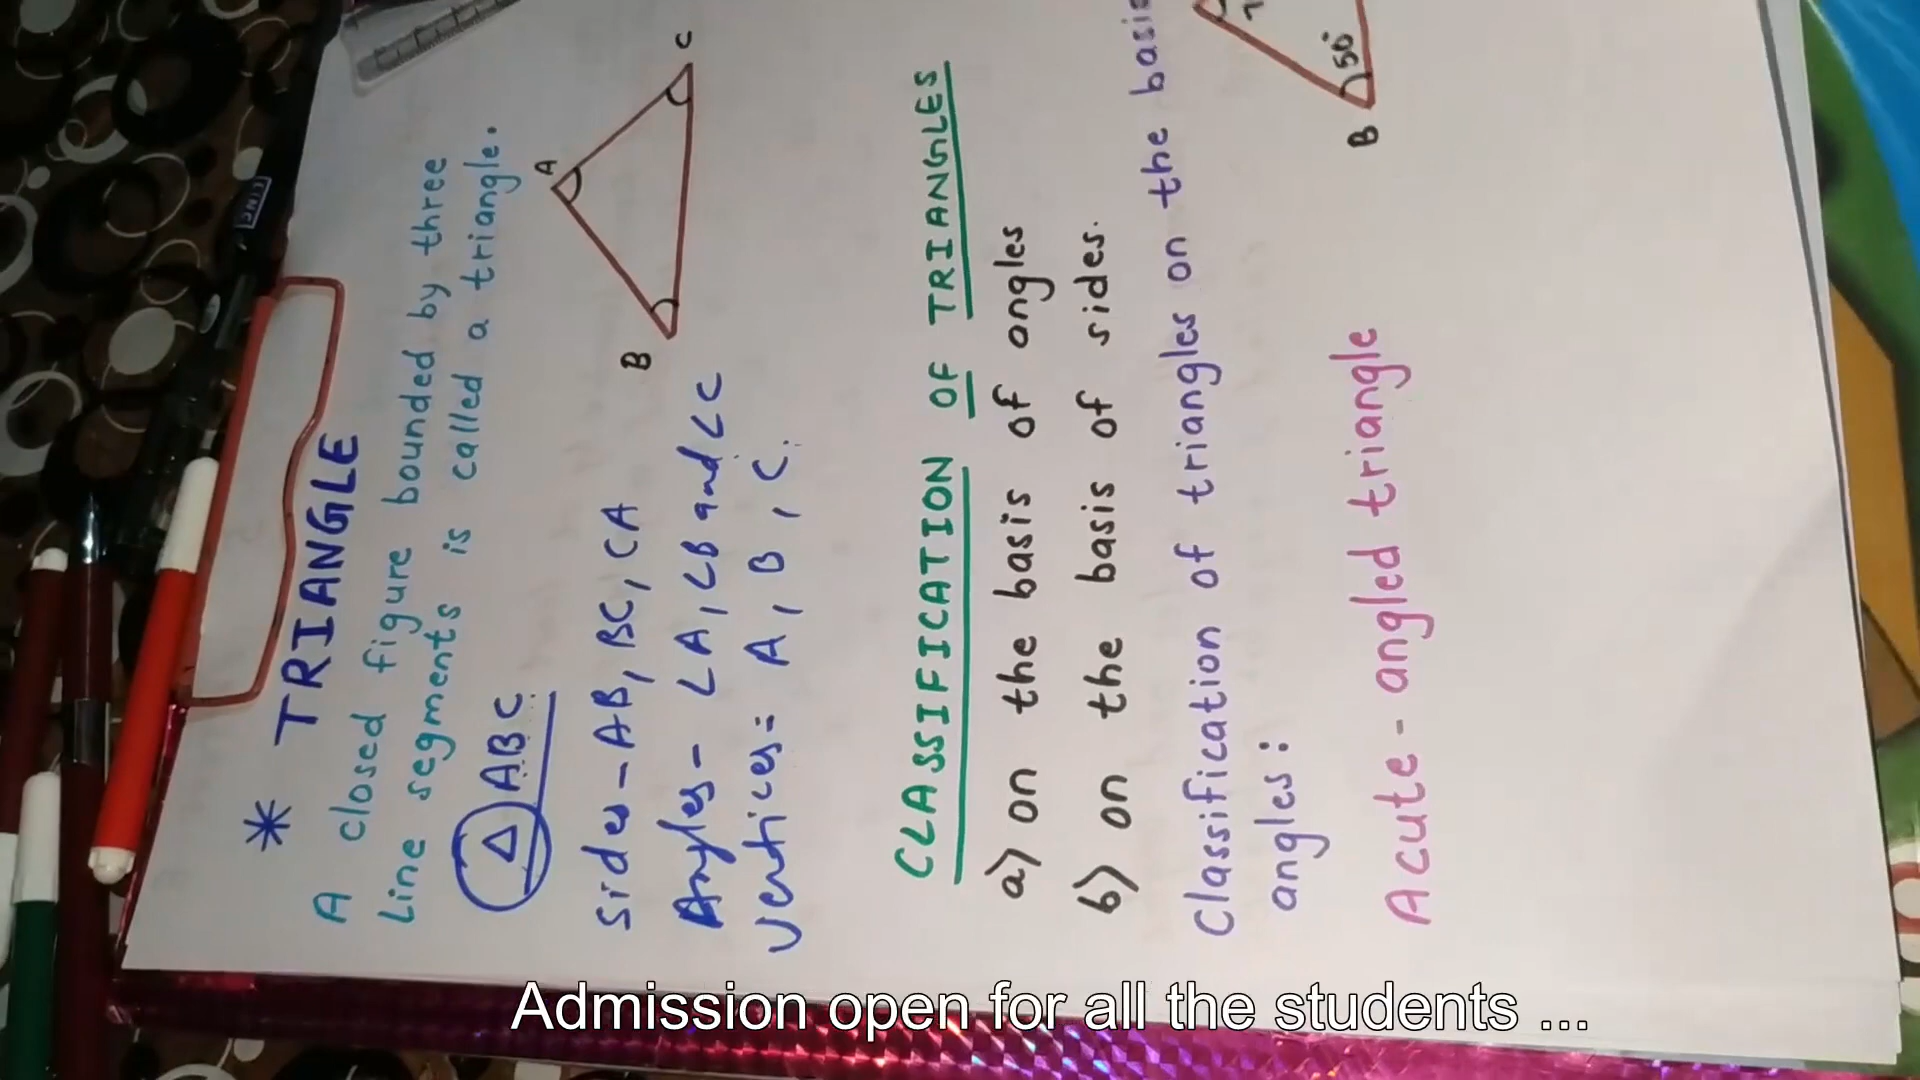 * TRIANGLE
A closed figure bounded by three
Line segments is called a triangle.
△ ABC
A
B
C
Sides - AB, BC, CA
Angles - ∠A, ∠B and ∠C
Vertices = A, B, C.
CLASSIFICATION OF TRIANGLES
a) on the basis of angles
b) on the basis of sides.
Classification of triangles on the basis
angles:
Acute - angled triangle
50°
B
Admission open for all the students ...